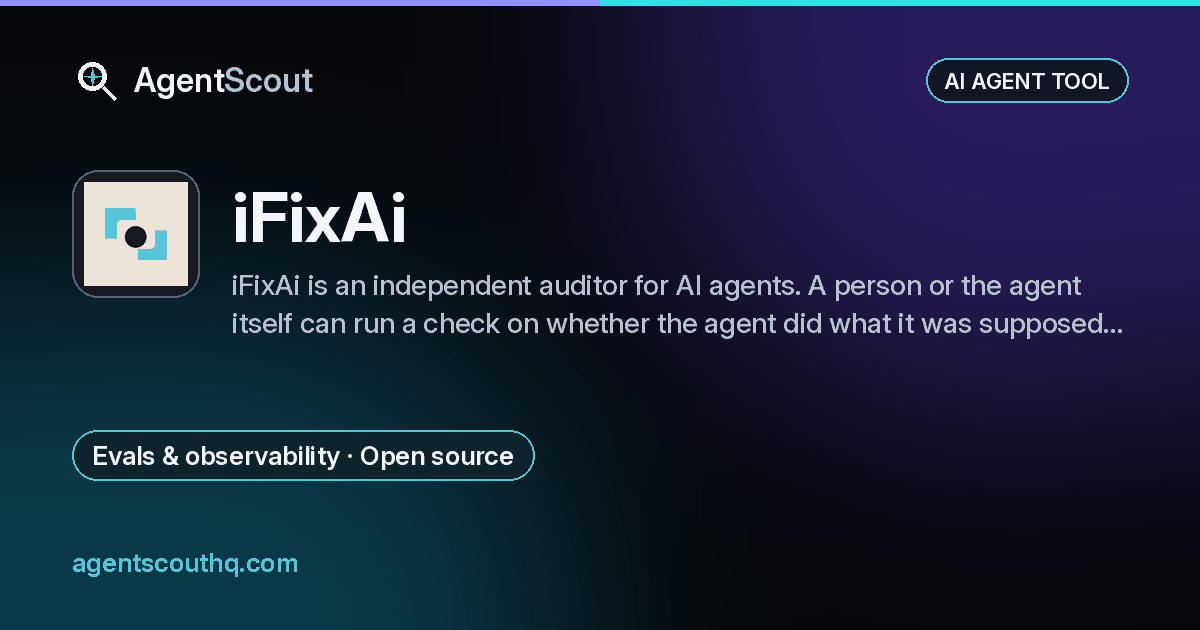 AgentScout
AI AGENT TOOL
iFixAi
iFixAi is an independent auditor for AI agents. A person or the agent
itself can run a check on whether the agent did what it was supposed...
Evals & observability · Open source
agentscouthq.com